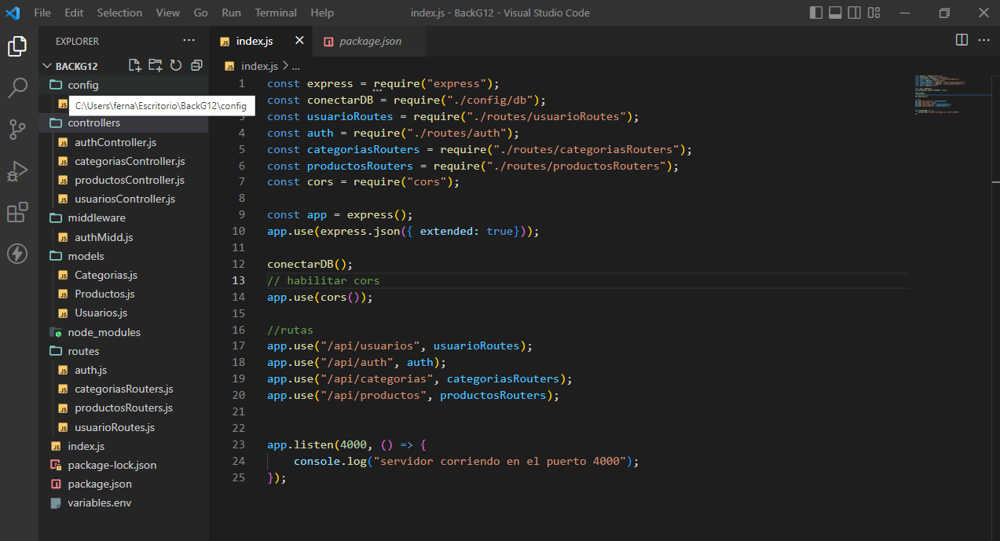 File Edit Selection View Go Run Terminal Help index.js - BackG12 - Visual Studio Code
EXPLORER
index.js
package.json
BACKG12
index.js > ...
config
C:\Users\ferna\Escritorio\BackG12\config
controllers
authController.js
categoriasController.js
productosController.js
usuariosController.js
middleware
authMidd.js
models
Categorias.js
Productos.js
Usuarios.js
node_modules
routes
auth.js
categoriasRouters.js
productosRouters.js
usuarioRoutes.js
index.js
package-lock.json
package.json
variables.env
1 const express = require("express");
2 const conectarDB = require("./config/db");
3 const usuarioRoutes = require("./routes/usuarioRoutes");
4 const auth = require("./routes/auth");
5 const categoriasRouters = require("./routes/categoriasRouters");
6 const productosRouters = require("./routes/productosRouters");
7 const cors = require("cors");
8
9 const app = express();
10 app.use(express.json({ extended: true}));
11
12 conectarDB();
13 // habilitar cors
14 app.use(cors());
15
16 //rutas
17 app.use("/api/usuarios", usuarioRoutes);
18 app.use("/api/auth", auth);
19 app.use("/api/categorias", categoriasRouters);
20 app.use("/api/productos", productosRouters);
21
22
23 app.listen(4000, () => {
24 console.log("servidor corriendo en el puerto 4000");
25 });